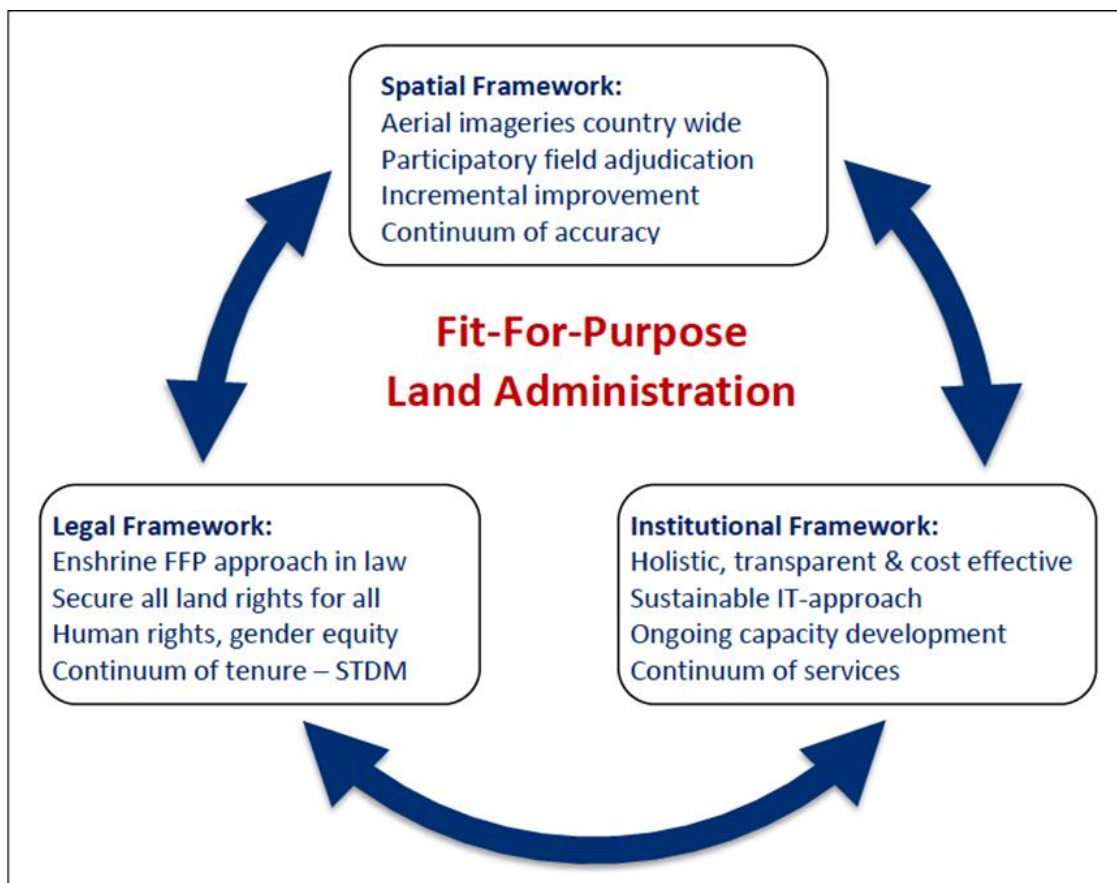 Spatial Framework:
Aerial imageries country wide
Participatory field adjudication
Incremental improvement
Continuum of accuracy
Fit-For-Purpose
Land Administration
Legal Framework:
Enshrine FFP approach in law
Secure all land rights for all
Human rights, gender equity
Continuum of tenure – STDM
Institutional Framework:
Holistic, transparent & cost effective
Sustainable IT-approach
Ongoing capacity development
Continuum of services